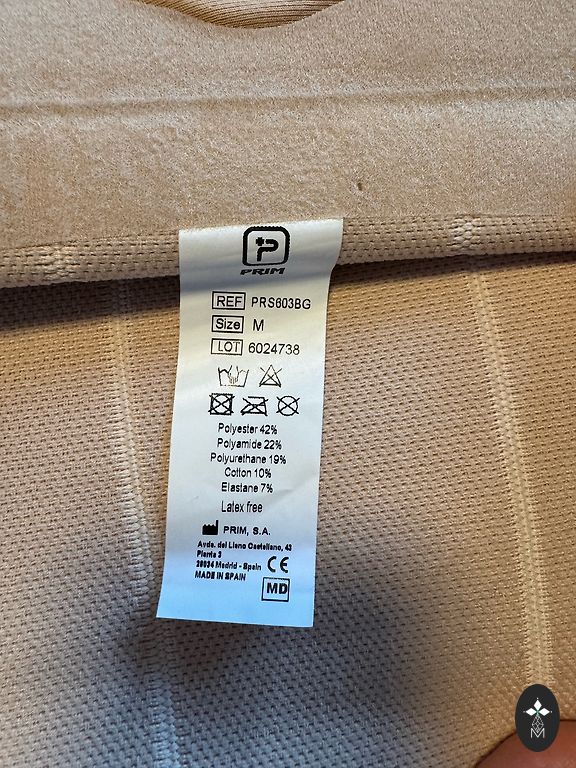 P
PRIM
REF PRS603BG
Size M
LOT 6024738
Polyester 42%
Polyamide 22%
Polyurethane 19%
Cotton 10%
Elastane 7%
Latex free
PRIM, S.A.
Avda. del Llano Castellano, 43
Planta 3
28034 Madrid - Spain
MADE IN SPAIN
CE
MD
M